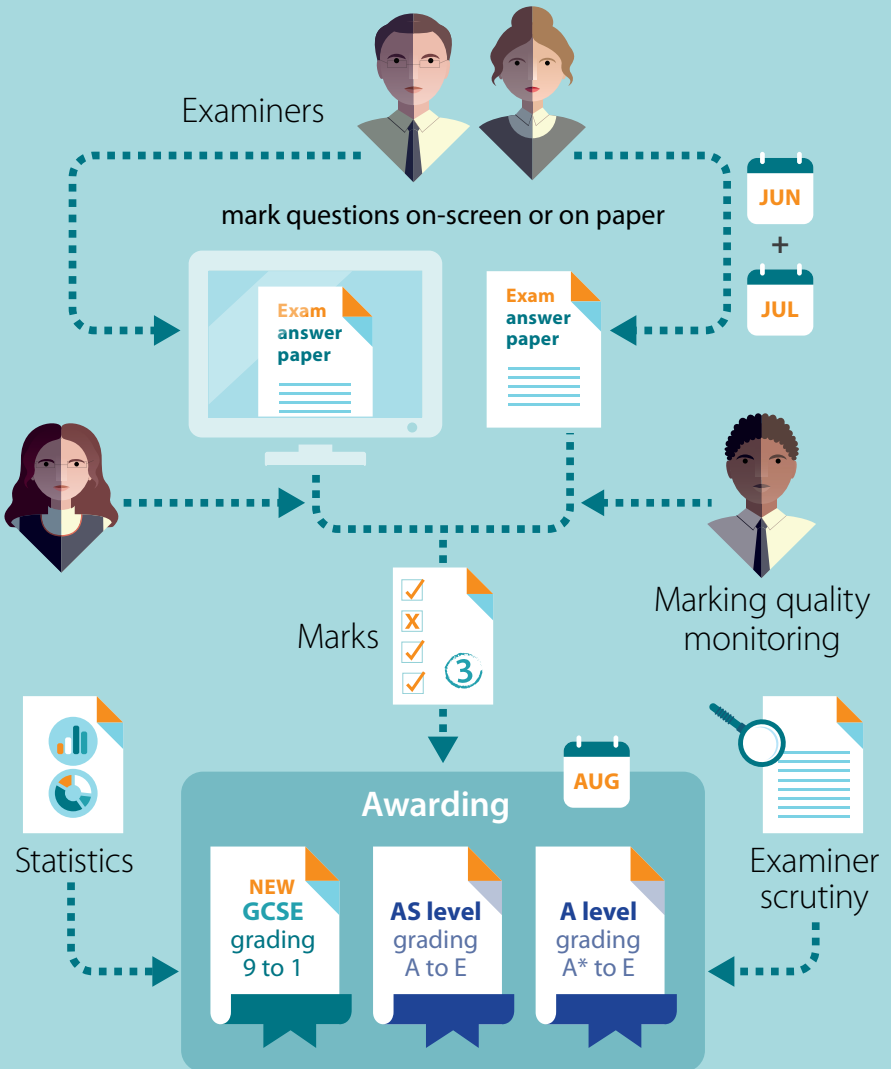 Examiners
mark questions on-screen or on paper
JUN
+
JUL
Exam
answer
paper
Exam
answer
paper
Marks
X
3
Marking quality
monitoring
Statistics
AUG
Awarding
Examiner
scrutiny
NEW
GCSE
grading
9 to 1
AS level
grading
A to E
A level
grading
A* to E